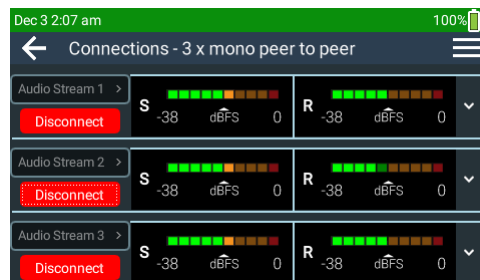 Dec 3 2:07 am 100%
Connections - 3 x mono peer to peer
Audio Stream 1 >
Disconnect
S -38 dBFS 0
R -38 dBFS 0
Audio Stream 2 >
Disconnect
S -38 dBFS 0
R -38 dBFS 0
Audio Stream 3 >
Disconnect
S -38 dBFS 0
R -38 dBFS 0